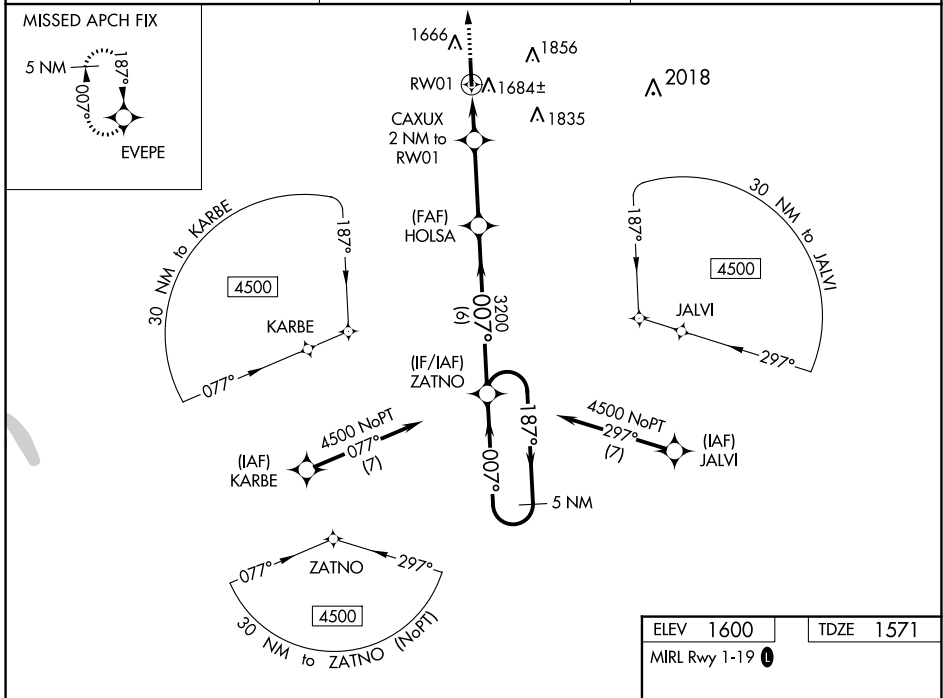 MISSED APCH FIX
5 NM
187°
007°
EVEPE
1666
1856
RW01
1684±
2018
CAXUX
2 NM to
RW01
1835
(FAF)
HOLSA
30 NM to KARBE
187°
4500
KARBE
077°
30 NM to JALVI
187°
4500
JALVI
297°
3200
007°
(6)
(IF/IAF)
ZATNO
187°
007°
5 NM
4500 NoPT
077°
(7)
(IAF)
KARBE
4500 NoPT
297°
(7)
(IAF)
JALVI
077°
ZATNO
297°
4500
30 NM to ZATNO (NoPT)
ELEV 1600
TDZE 1571
MIRL Rwy 1-19 L